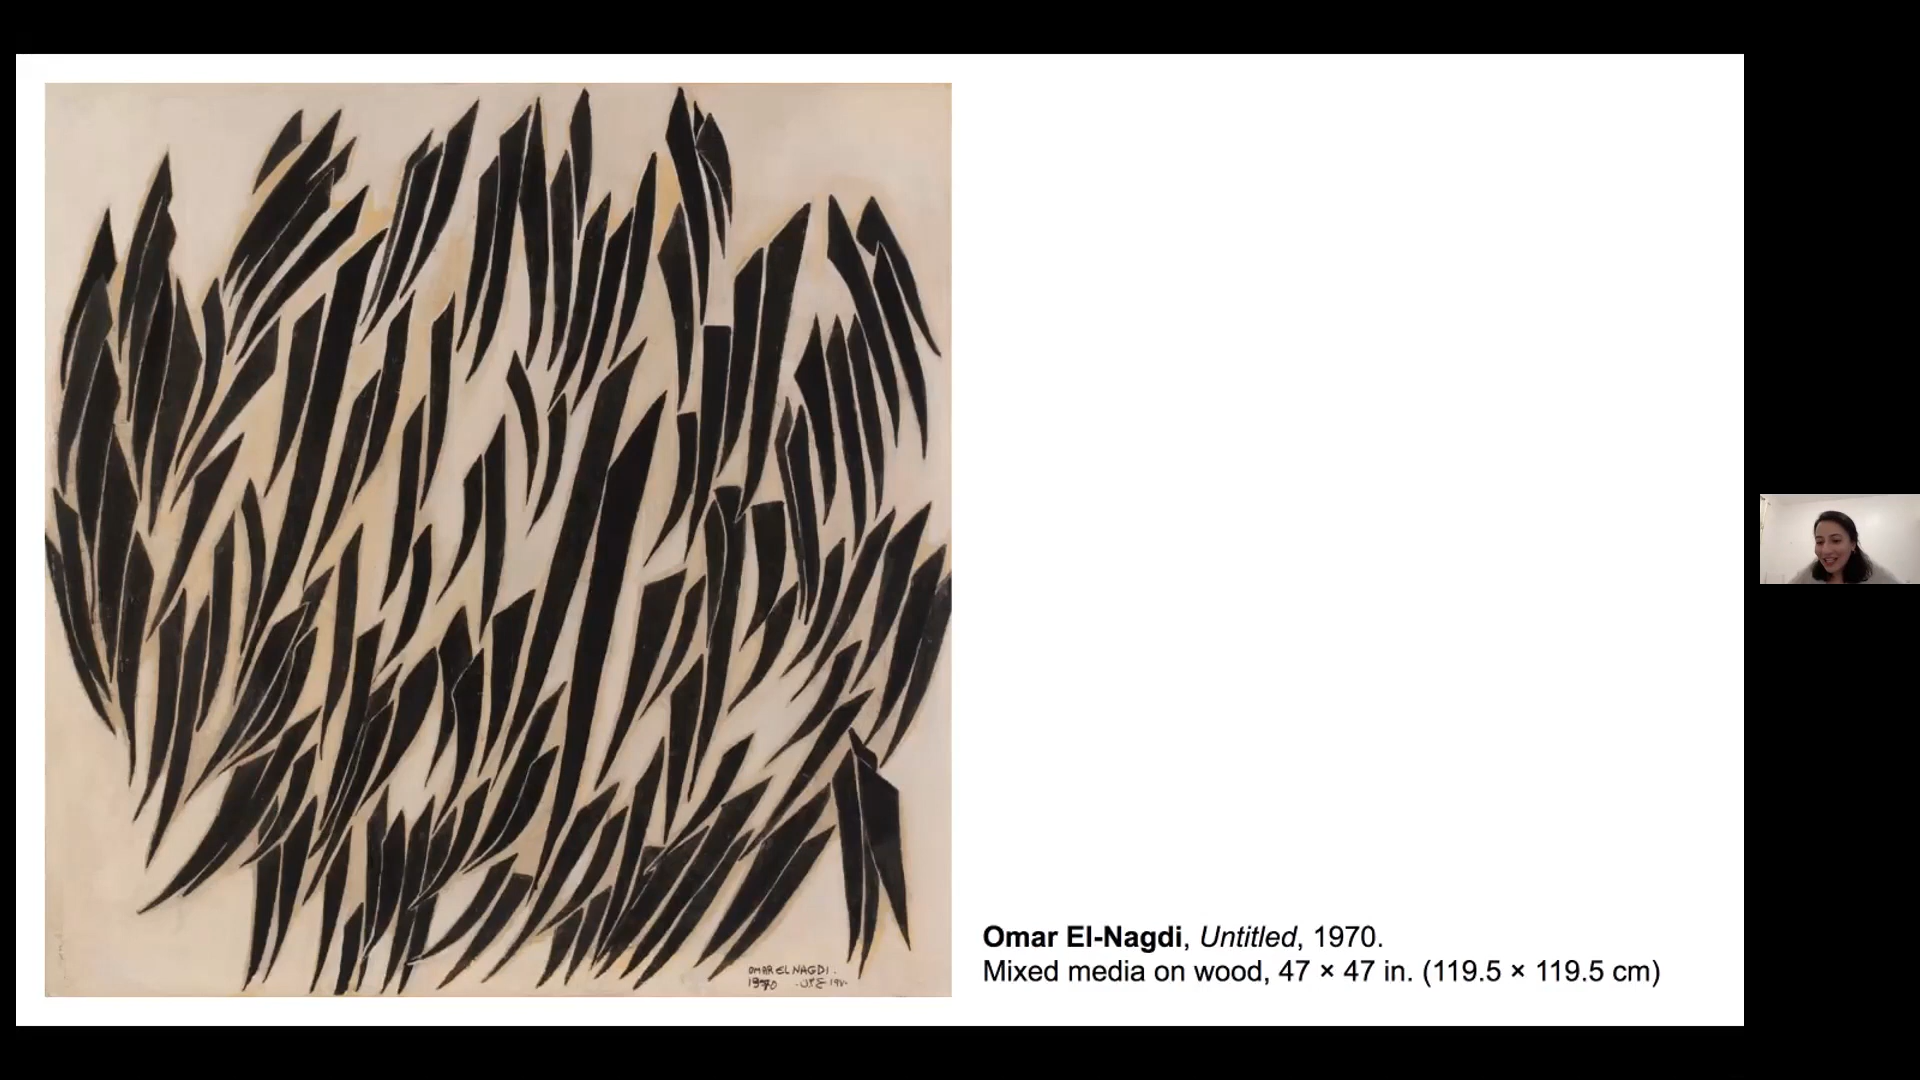 OMAR EL NAGDI.
1970 ١٩٧٠
Omar El-Nagdi, Untitled, 1970.
Mixed media on wood, 47 × 47 in. (119.5 × 119.5 cm)